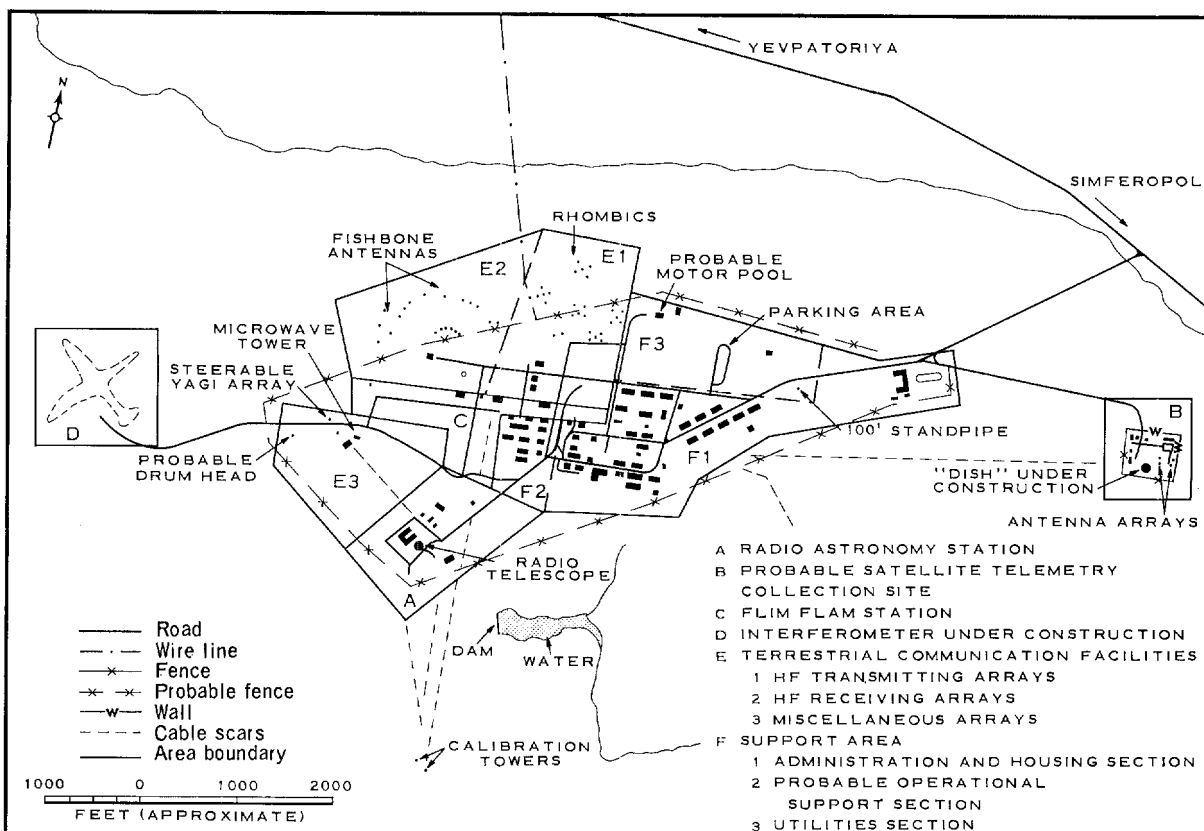 YEVPATORIYA
N
SIMFEROPOL
RHOMBICS
FISHBONE
ANTENNAS
E1
E2
PROBABLE
MOTOR POOL
PARKING AREA
MICROWAVE
TOWER
STEERABLE
YAGI ARRAY
F3
D
C
B
W
W
PROBABLE
DRUM HEAD
100' STANDPIPE
F1
E3
F2
"DISH" UNDER
CONSTRUCTION
ANTENNA ARRAYS
RADIO
TELESCOPE
A
DAM
WATER
CALIBRATION
TOWERS
Road
Wire line
Fence
Probable fence
W
Wall
Cable scars
Area boundary
1000 0 1000 2000
FEET (APPROXIMATE)
A RADIO ASTRONOMY STATION
B PROBABLE SATELLITE TELEMETRY
COLLECTION SITE
C FLIM FLAM STATION
D INTERFEROMETER UNDER CONSTRUCTION
E TERRESTRIAL COMMUNICATION FACILITIES
1 HF TRANSMITTING ARRAYS
2 HF RECEIVING ARRAYS
3 MISCELLANEOUS ARRAYS
F SUPPORT AREA
1 ADMINISTRATION AND HOUSING SECTION
2 PROBABLE OPERATIONAL
SUPPORT SECTION
3 UTILITIES SECTION